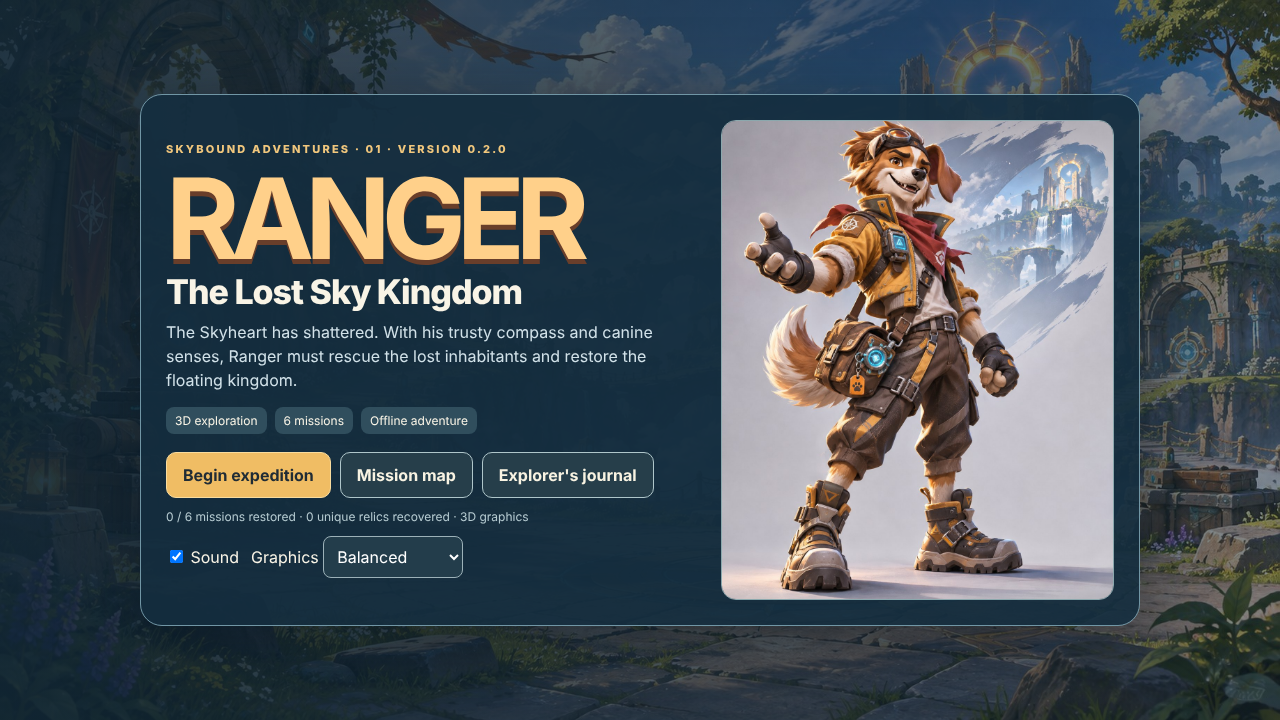 SKYBOUND ADVENTURES · 01 · VERSION 0.2.0
RANGER
The Lost Sky Kingdom
The Skyheart has shattered. With his trusty compass and canine
senses, Ranger must rescue the lost inhabitants and restore the
floating kingdom.
3D exploration
6 missions
Offline adventure
Begin expedition
Mission map
Explorer's journal
0 / 6 missions restored · 0 unique relics recovered · 3D graphics
Sound
Graphics
Balanced